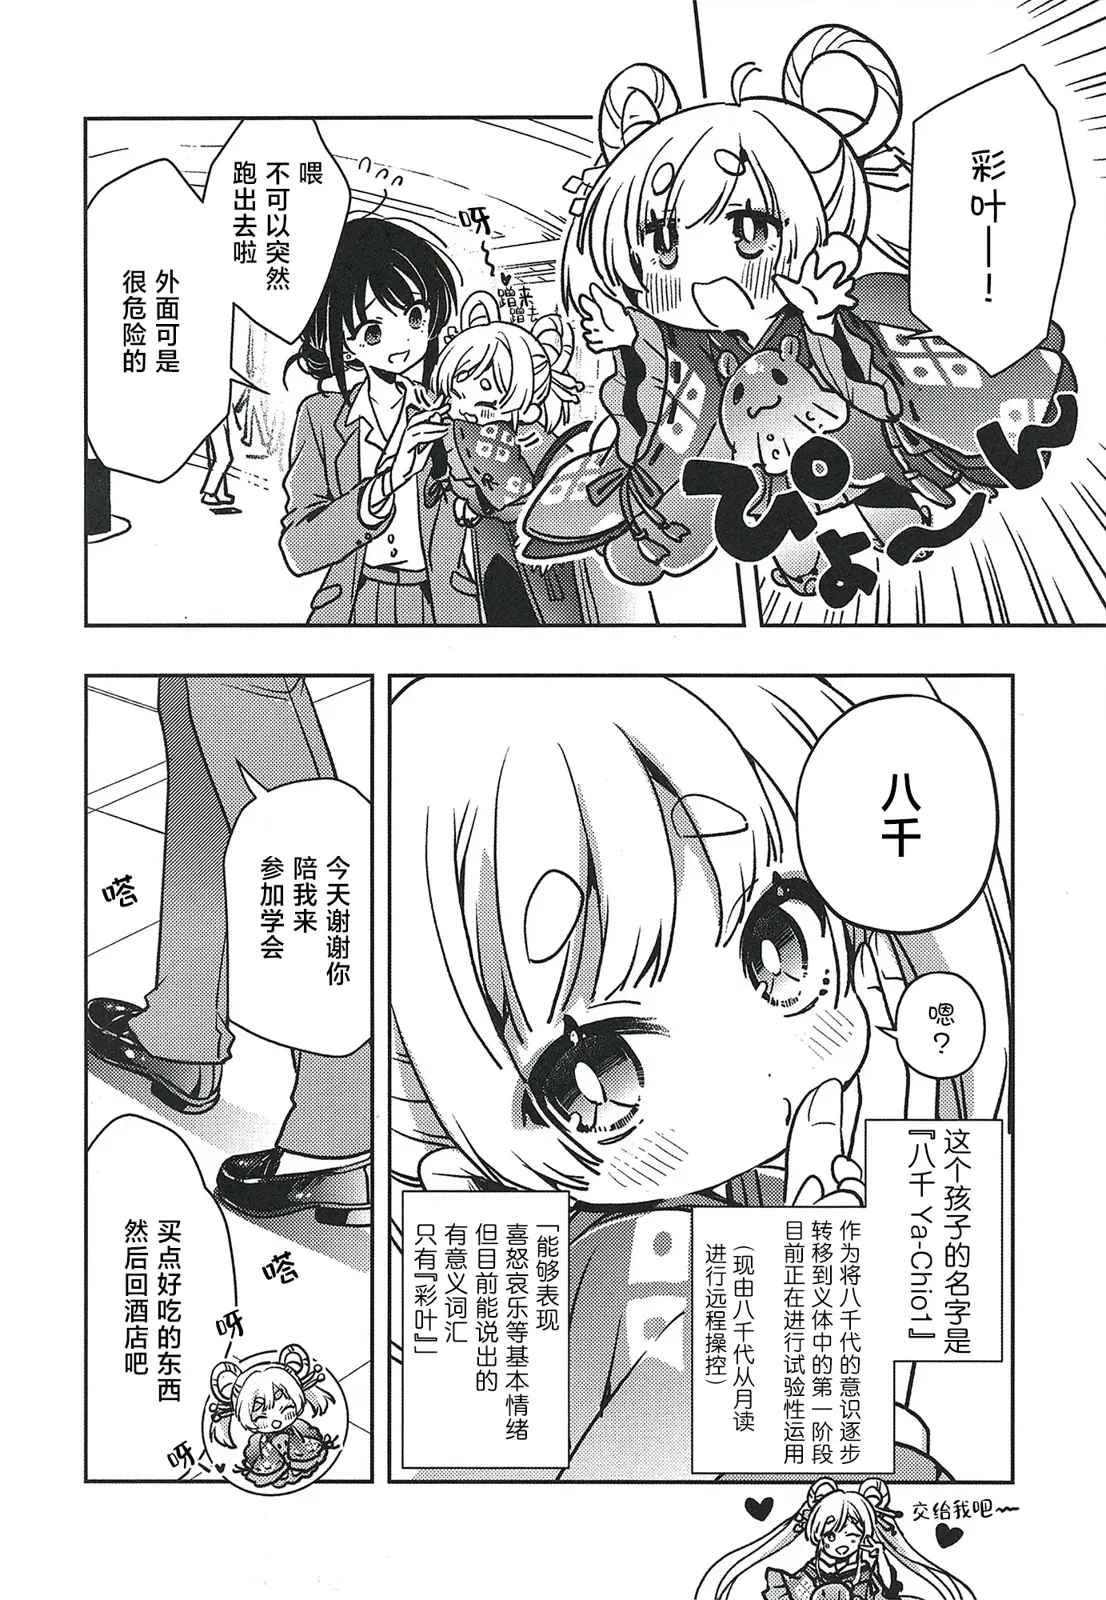 彩叶——!
ぴょーん
喂
不可以突然
跑出去啦
呀
♥
蹭来
蹭去
外面可是
很危险的
八千
嗯?
这个孩子的名字是
『八千 Ya-Chio1』
作为将八千代的意识逐步
转移到义体中的第一阶段
目前正在进行试验性运用
(现由八千代从月读
进行远程操控)
「能够表现
喜怒哀乐等基本情绪
但目前能说出的
有意义词汇
只有『彩叶』」
交给我吧~
今天谢谢你
陪我来
参加学会
嗒
嗒
买点好吃的东西
然后回酒店吧
呀
呀